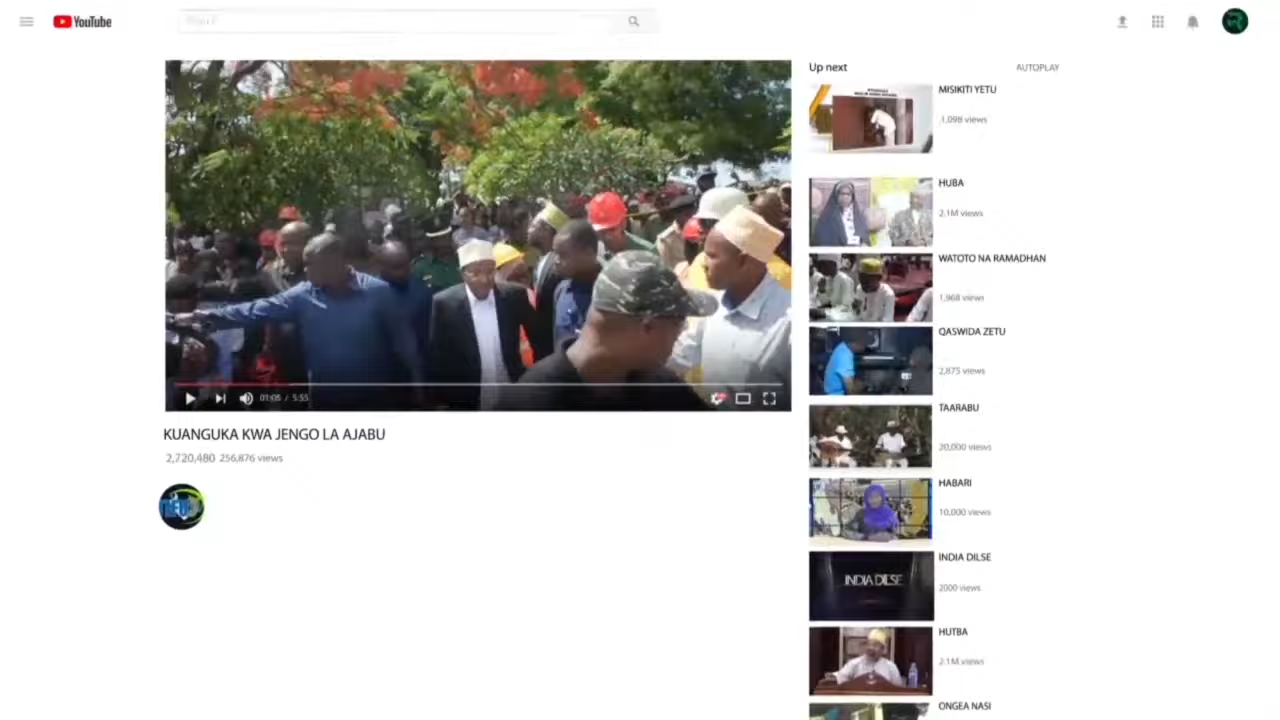 YouTube
KUANGUKA KWA JENGO LA AJABU
2,720,480 256,876 views
01:05 / 5:55
Up next
AUTOPLAY
MISIKITI YETU
1,098 views
HUBA
2.1M views
WATOTO NA RAMADHAN
1,968 views
QASWIDA ZETU
2,875 views
TAARABU
20,000 views
HABARI
10,000 views
INDIA DILSE
INDIA DILSE
2000 views
HUTBA
2.1M views
ONGEA NASI